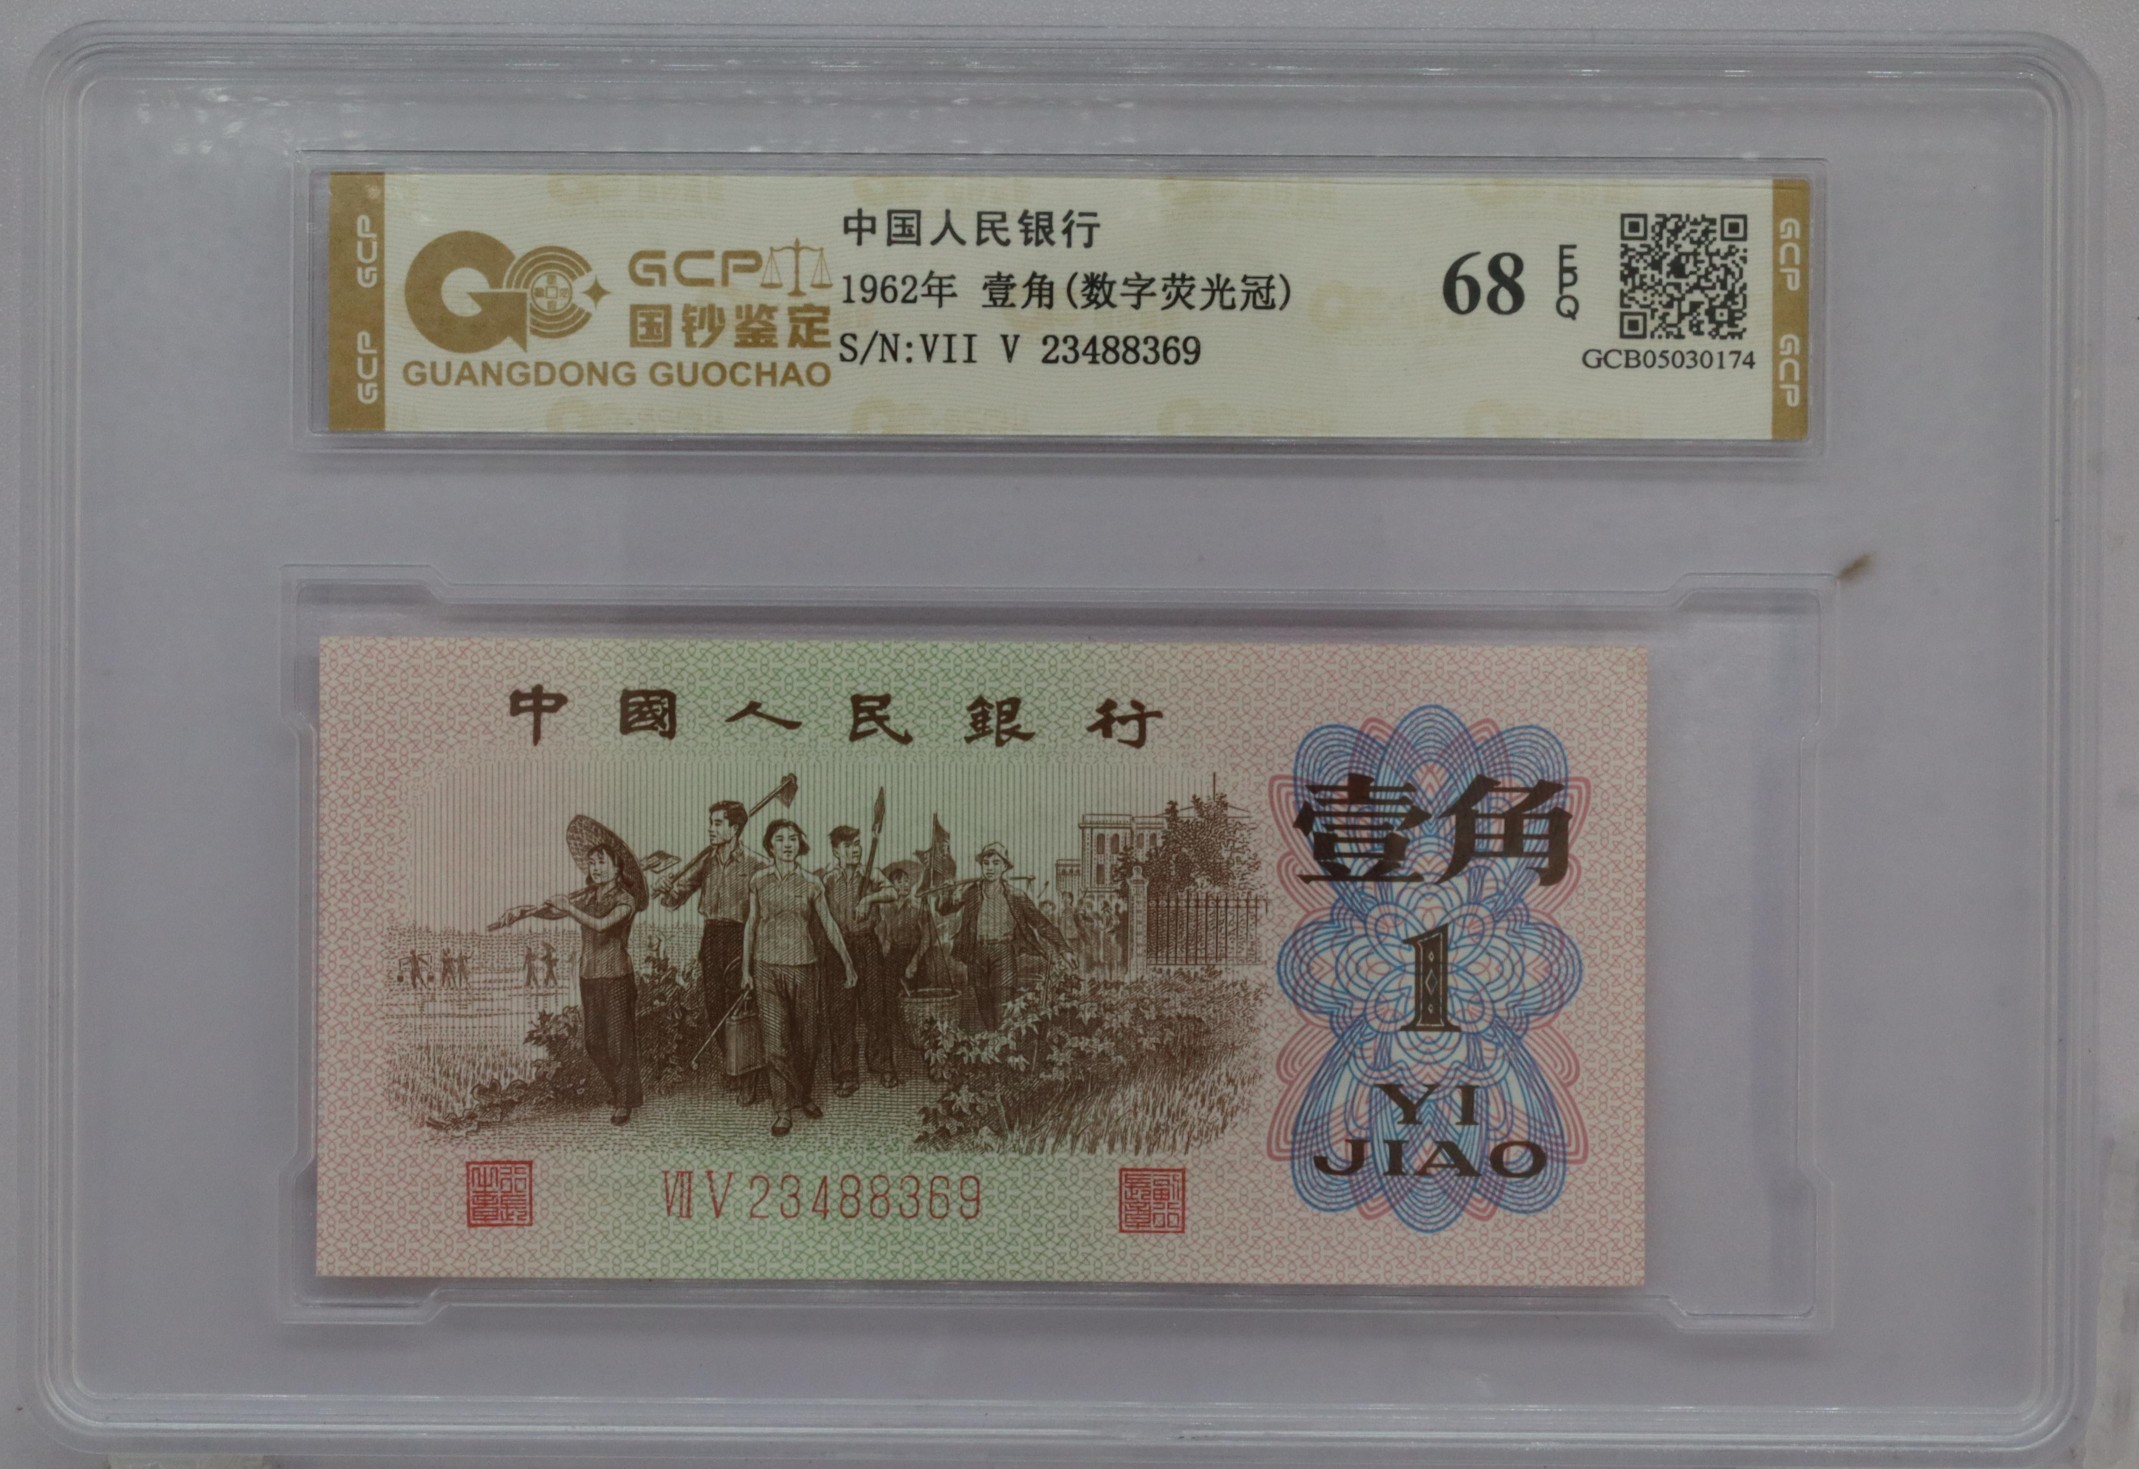 GCP
GCP
GCP
国钞鉴定
GUANGDONG GUOCHAO
中国人民银行
1962年 壹角(数字荧光冠)
S/N:VII V 23488369
68
EPQ
GCB05030174
GCP
GCP
中國人民銀行
壹角
1
YI
JIAO
VII V 23488369